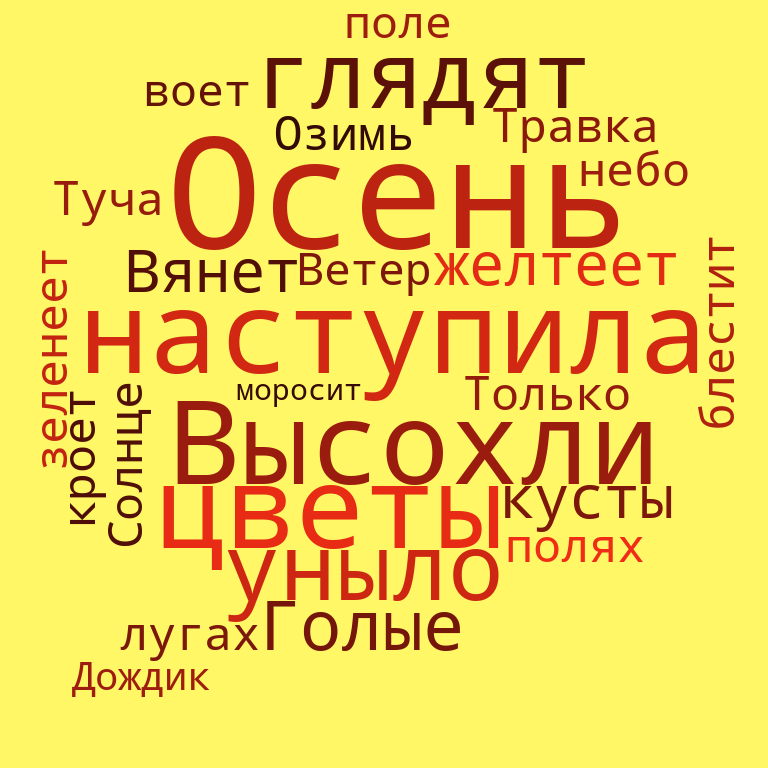 поле
воет глядят
Озимь Травка
Осень небо
Туча
Вянет Ветер желтеет
зеленеет
блестит
наступила
моросит Только
кроет
Солнце
Высохли
цветы кусты
уныло полях
лугах Голые
Дождик